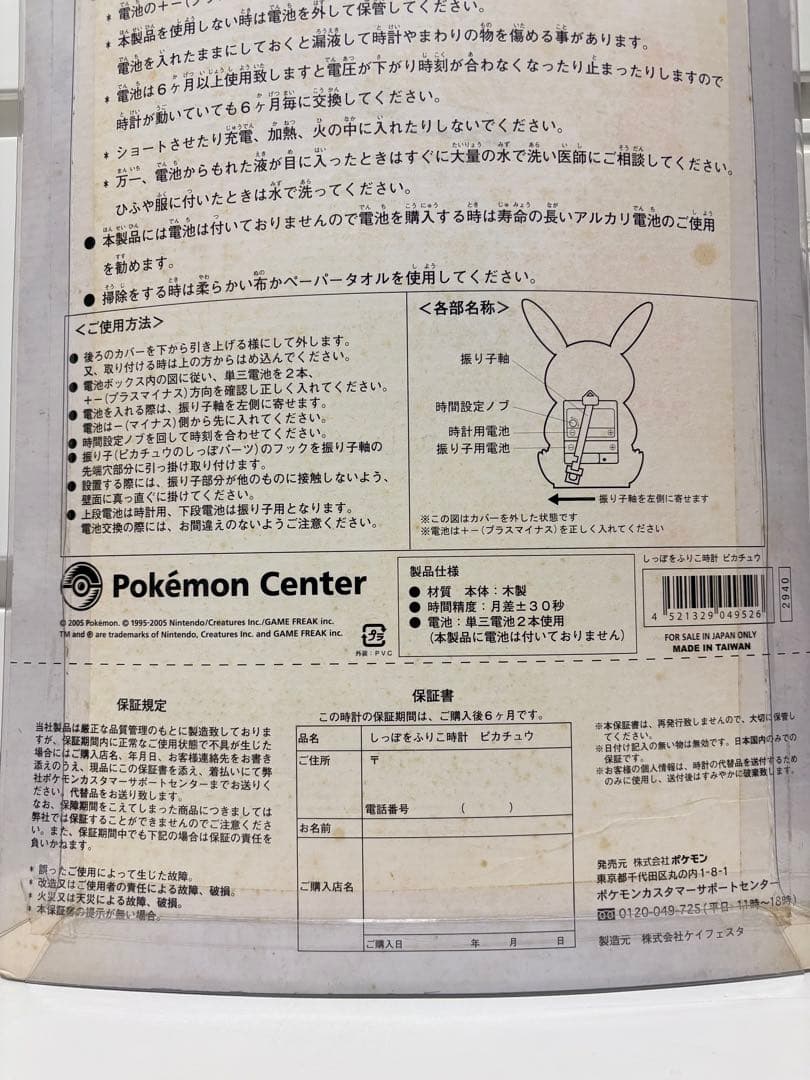 * 電池の＋－(プラス
* 本製品を使用しない時は電池を外して保管してください。
電池を入れたままにしておくと漏液して時計やまわりの物を傷める事があります。
* 電池は６ヶ月以上使用致しますと電圧が下がり時刻が合わなくなったり止まったりしますので
時計が動いていても６ヶ月毎に交換してください。
* ショートさせたり充電、加熱、火の中に入れたりしないでください。
* 万一、電池からもれた液が目に入ったときはすぐに大量の水で洗い医師にご相談してください。
ひふや服に付いたときは水で洗ってください。
● 本製品には電池は付いておりませんので電池を購入する時は寿命の長いアルカリ電池のご使用
を勧めます。
● 掃除をする時は柔らかい布かペーパータオルを使用してください。
＜ご使用方法＞
● 後ろのカバーを下から引き上げる様にして外します。
又、取り付ける時は上の方からはめ込んでください。
● 電池ボックス内の図に従い、単三電池を２本、
＋－(プラスマイナス)方向を確認し正しく入れてください。
● 電池を入れる際は、振り子軸を左側に寄せます。
電池は－(マイナス)側から先に入れてください。
● 時間設定ノブを回して時刻を合わせてください。
● 振り子(ピカチュウのしっぽパーツ)のフックを振り子軸の
先端穴部分に引っ掛け取り付けます。
● 設置する際には、振り子部分が他のものに接触しないよう、
壁面に真っ直ぐに掛けてください。
● 上段電池は時計用、下段電池は振り子用となります。
電池交換の際には、お間違えのないようご注意ください。
＜各部名称＞
振り子軸
時間設定ノブ
時計用電池
振り子用電池
振り子軸を左側に寄せます
※この図はカバーを外した状態です
※電池は＋－(プラスマイナス)を正しく入れてください
Pokémon Center
© 2005 Pokémon. © 1995-2005 Nintendo/Creatures Inc./GAME FREAK inc.
TM and ® are trademarks of Nintendo, Creatures Inc. and GAME FREAK inc.
プラ
外装：PVC
製品仕様
● 材質　本体：木製
● 時間精度：月差±３０秒
● 電池：単三電池２本使用
(本製品に電池は付いておりません)
しっぽをふりこ時計　ピカチュウ
4 521329 049526
2940
FOR SALE IN JAPAN ONLY
MADE IN TAIWAN
保証規定
当社製品は厳正な品質管理のもとに製造致しておりま
すが、保証期間内に正常なご使用状態で不具が生じた
場合にはご購入店名、年月日、お客様連絡先をお書き
添えのうえ、現品にこの保証書を添え、着払いにて弊
社ポケモンカスタマーサポートセンターまでお送りく
ださい。代替品をお送り致します。
なお、保障期間をこえてしまった商品につきましては
弊社では保証することができませんのでご注意くださ
い。また、保証期間中でも下記の場合は保証の責任を
負いかねます。
* 誤ったご使用によって生じた故障。
* 改造又はご使用者の責任による故障、破損。
* 火災又は天災による故障、破損。
* 本保証書の提示が無い場合。
保証書
この時計の保証期間は、ご購入後６ヶ月です。
品名　しっぽをふりこ時計　ピカチュウ
ご住所　〒
電話番号　(　)
お名前
ご購入店名
ご購入日　年　月　日
※本保証書は、再発行致しませんので、大切に保管し
てください。
※日付け記入の無い物は無効です。日本国内のみでの
保証です。
※お客様の個人情報は、時計の代替品を送付するため
のみに使用し、送付後はすみやかに破棄致します。
発売元　株式会社ポケモン
東京都千代田区丸の内1-8-1
ポケモンカスタマーサポートセンター
0120-049-725(平日 11時〜18時)
製造元　株式会社ケイフェスタ